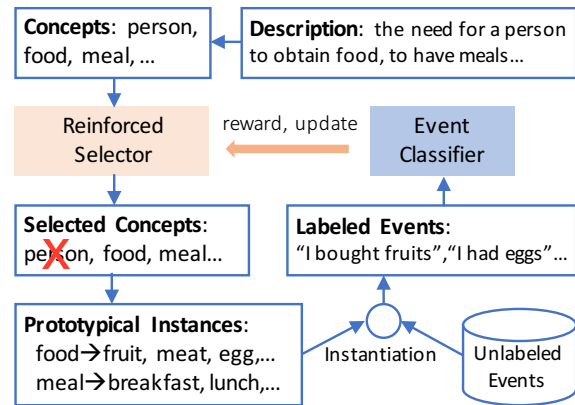 Concepts: person,
food, meal, ...
Description: the need for a person
to obtain food, to have meals...
Reinforced
Selector
reward, update
Event
Classifier
Selected Concepts:
person, food, meal...
Labeled Events:
“I bought fruits”,“I had eggs”...
Prototypical Instances:
food→fruit, meat, egg,...
meal→breakfast, lunch,...
Instantiation
Unlabeled
Events